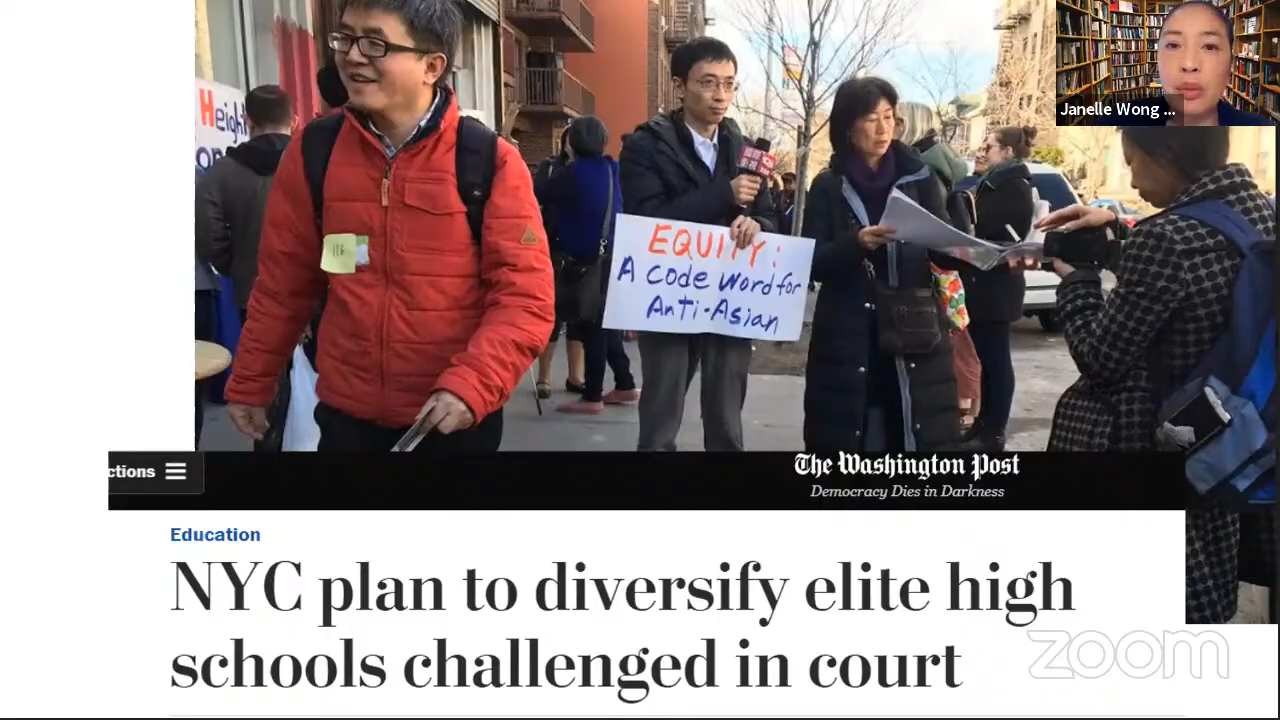 Janelle Wong ...
Height
on
EQUITY:
A code word for
Anti-Asian
ctions
The Washington Post
Democracy Dies in Darkness
Education
NYC plan to diversify elite high
schools challenged in court
zoom